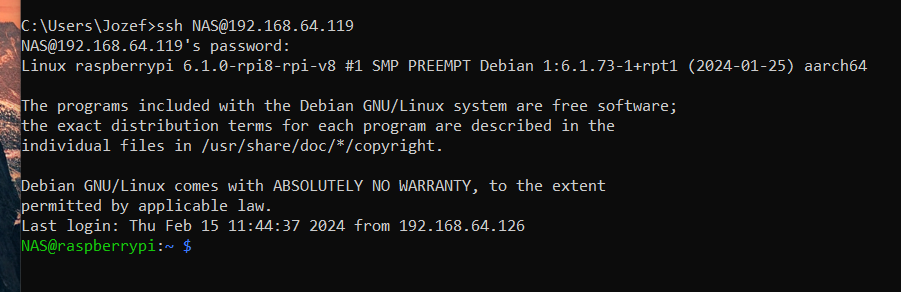 C:\Users\Jozef>ssh NAS@192.168.64.119
NAS@192.168.64.119's password:
Linux raspberrypi 6.1.0-rpi8-rpi-v8 #1 SMP PREEMPT Debian 1:6.1.73-1+rpt1 (2024-01-25) aarch64
The programs included with the Debian GNU/Linux system are free software;
the exact distribution terms for each program are described in the
individual files in /usr/share/doc/*/copyright.
Debian GNU/Linux comes with ABSOLUTELY NO WARRANTY, to the extent
permitted by applicable law.
Last login: Thu Feb 15 11:44:37 2024 from 192.168.64.126
NAS@raspberrypi:~ $